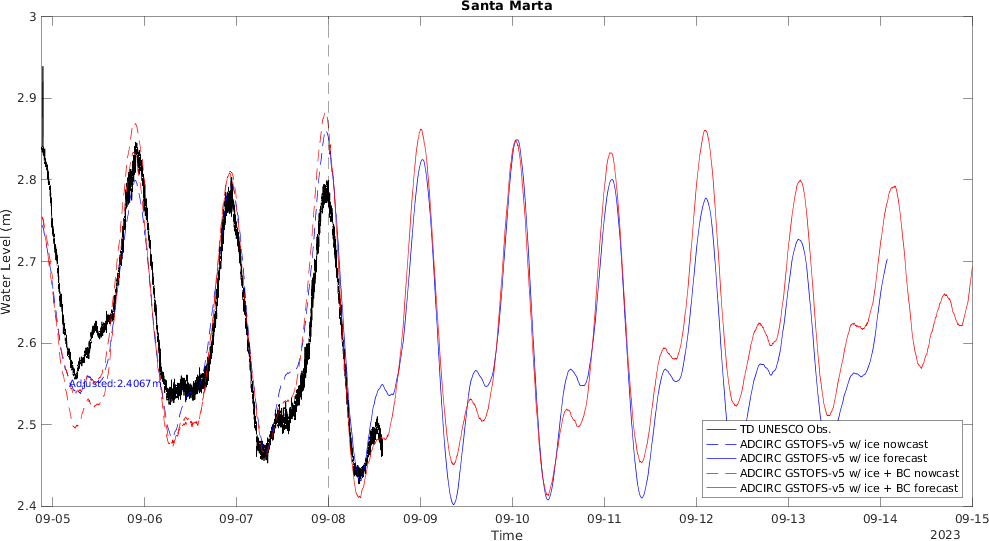 Santa Marta
3
2.9
2.8
2.7
2.6
2.5
2.4
Water Level (m)
Adjusted:2.4067m
TD UNESCO Obs.
ADCIRC GSTOFS-v5 w/ ice nowcast
ADCIRC GSTOFS-v5 w/ ice forecast
ADCIRC GSTOFS-v5 w/ ice + BC nowcast
ADCIRC GSTOFS-v5 w/ ice + BC forecast
09-05 09-06 09-07 09-08 09-09 09-10 09-11 09-12 09-13 09-14 09-15
Time
2023